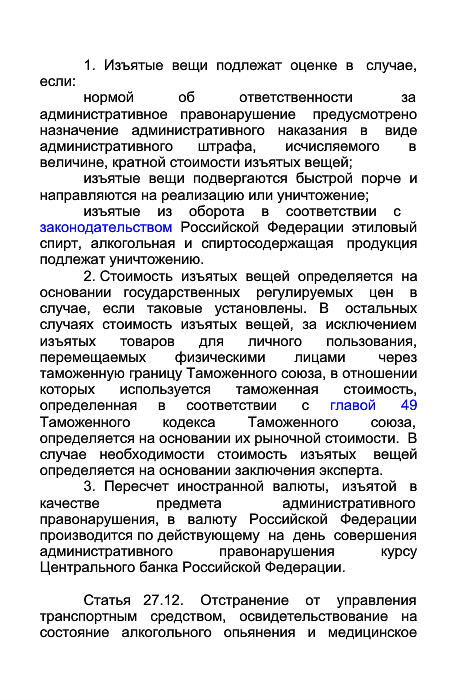 1. Изъятые вещи подлежат оценке в случае,
если:
нормой об ответственности за
административное правонарушение предусмотрено
назначение административного наказания в виде
административного штрафа, исчисляемого в
величине, кратной стоимости изъятых вещей;
изъятые вещи подвергаются быстрой порче и
направляются на реализацию или уничтожение;
изъятые из оборота в соответствии с
законодательством Российской Федерации этиловый
спирт, алкогольная и спиртосодержащая продукция
подлежат уничтожению.
2. Стоимость изъятых вещей определяется на
основании государственных регулируемых цен в
случае, если таковые установлены. В остальных
случаях стоимость изъятых вещей, за исключением
изъятых товаров для личного пользования,
перемещаемых физическими лицами через
таможенную границу Таможенного союза, в отношении
которых используется таможенная стоимость,
определенная в соответствии с главой 49
Таможенного кодекса Таможенного союза,
определяется на основании их рыночной стоимости. В
случае необходимости стоимость изъятых вещей
определяется на основании заключения эксперта.
3. Пересчет иностранной валюты, изъятой в
качестве предмета административного
правонарушения, в валюту Российской Федерации
производится по действующему на день совершения
административного правонарушения курсу
Центрального банка Российской Федерации.
Статья 27.12. Отстранение от управления
транспортным средством, освидетельствование на
состояние алкогольного опьянения и медицинское